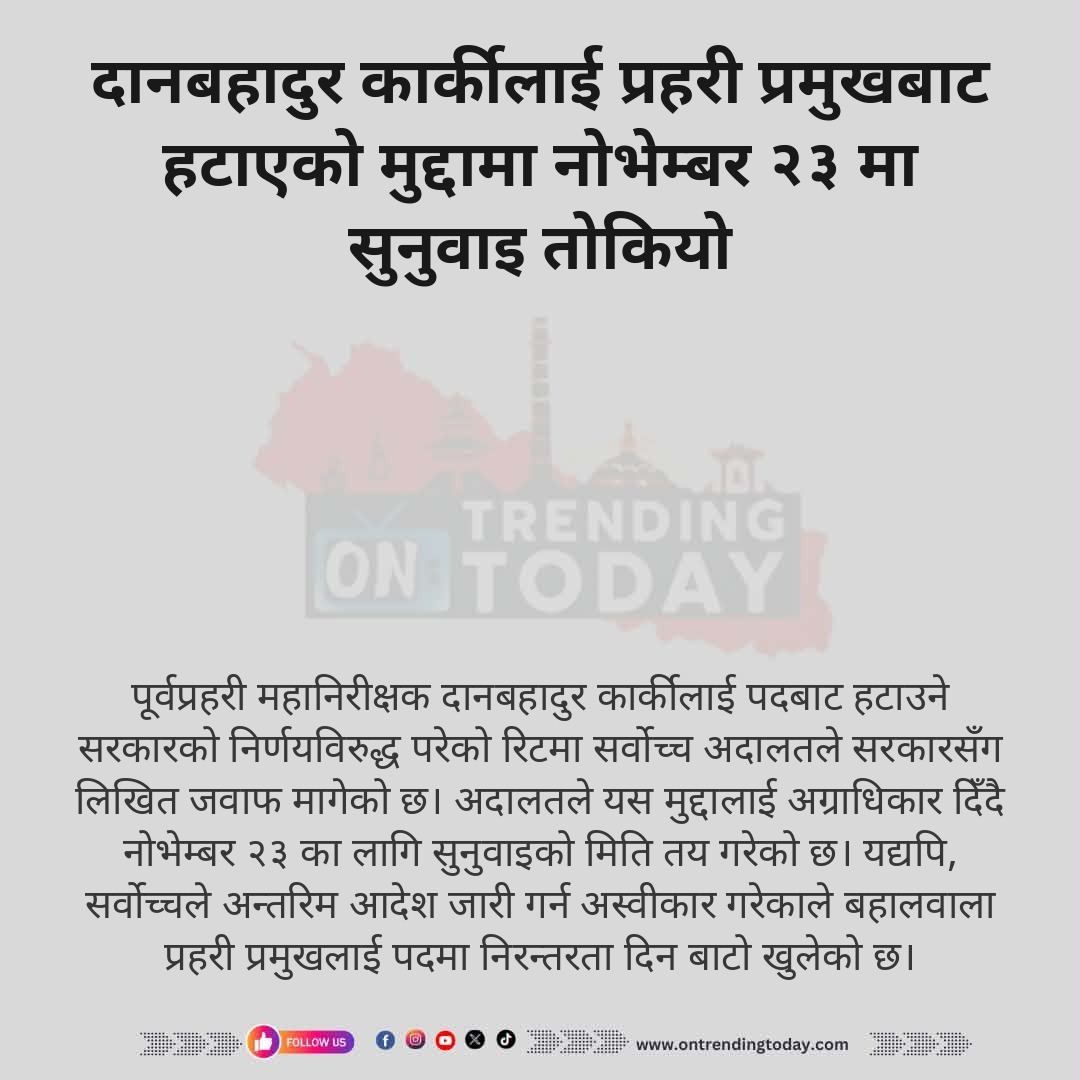 दानबहादुर कार्कीलाई प्रहरी प्रमुखबाट
हटाएको मुद्दामा नोभेम्बर २३ मा
सुनुवाइ तोकियो
TRENDING
ON TODAY
पूर्वप्रहरी महानिरीक्षक दानबहादुर कार्कीलाई पदबाट हटाउने
सरकारको निर्णयविरुद्ध परेको रिटमा सर्वोच्च अदालतले सरकारसँग
लिखित जवाफ मागेको छ। अदालतले यस मुद्दालाई अग्राधिकार दिँदै
नोभेम्बर २३ का लागि सुनुवाइको मिति तय गरेको छ। यद्यपि,
सर्वोच्चले अन्तरिम आदेश जारी गर्न अस्वीकार गरेकाले बहालवाला
प्रहरी प्रमुखलाई पदमा निरन्तरता दिन बाटो खुलेको छ।
FOLLOW US www.ontrendingtoday.com